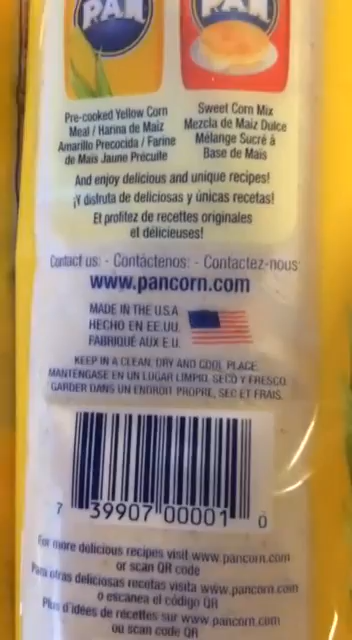 PAN
PAN
Pre-cooked Yellow Corn
Meal / Harina de Maiz
Amarillo Precocida / Farine
de Mais Jaune Précuite
Sweet Corn Mix
Mezcla de Maiz Dulce
Mélange Sucré à
Base de Mais
And enjoy delicious and unique recipes!
¡Y disfruta de deliciosas y únicas recetas!
Et profitez de recettes originales
et délicieuses!
Contact us: - Contáctenos: - Contactez-nous:
www.pancorn.com
MADE IN THE U.S.A.
HECHO EN EE.UU.
FABRIQUÉ AUX E.U.
KEEP IN A CLEAN, DRY AND COOL PLACE.
MANTÉNGASE EN UN LUGAR LIMPIO, SECO Y FRESCO.
GARDER DANS UN ENDROIT PROPRE, SEC ET FRAIS.
7 39907 00001 0
For more delicious recipes visit www.pancorn.com
or scan QR code
Para otras deliciosas recetas visita www.pancorn.com
o escanea el código QR
Plus d'idées de recettes sur www.pancorn.com
ou scan code QR